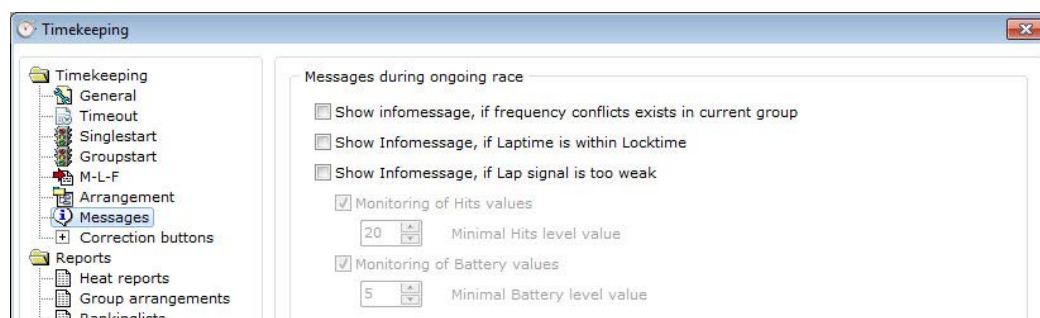 Timekeeping
Timekeeping
General
Timeout
Singlestart
Groupstart
M-L-F
Arrangement
Messages
Correction buttons
Reports
Heat reports
Group arrangements
Rankinglists
Messages during ongoing race
Show infomessage, if frequency conflicts exists in current group
Show Infomessage, if Laptime is within Locktime
Show Infomessage, if Lap signal is too weak
Monitoring of Hits values
20 Minimal Hits level value
Monitoring of Battery values
5 Minimal Battery level value